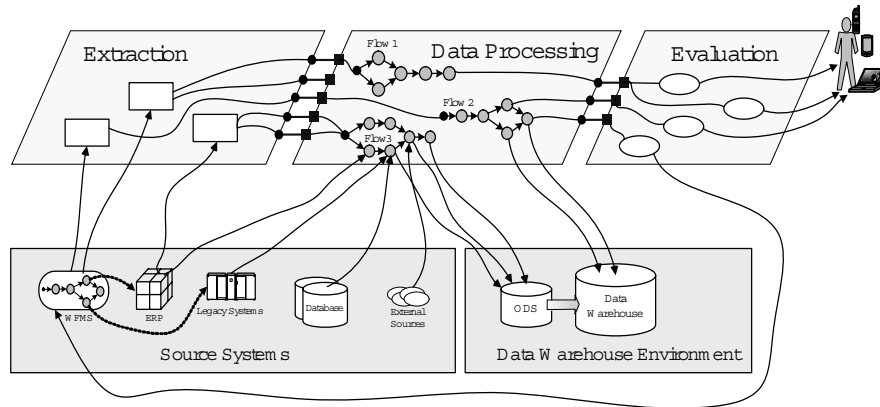 Extraction
Data Processing
Evaluation
Flow 1
Flow 2
Flow3
WFMS
ERP
Legacy Systems
Database
External
Sources
ODS
Data
Warehouse
Source Systems
Data Warehouse Environment